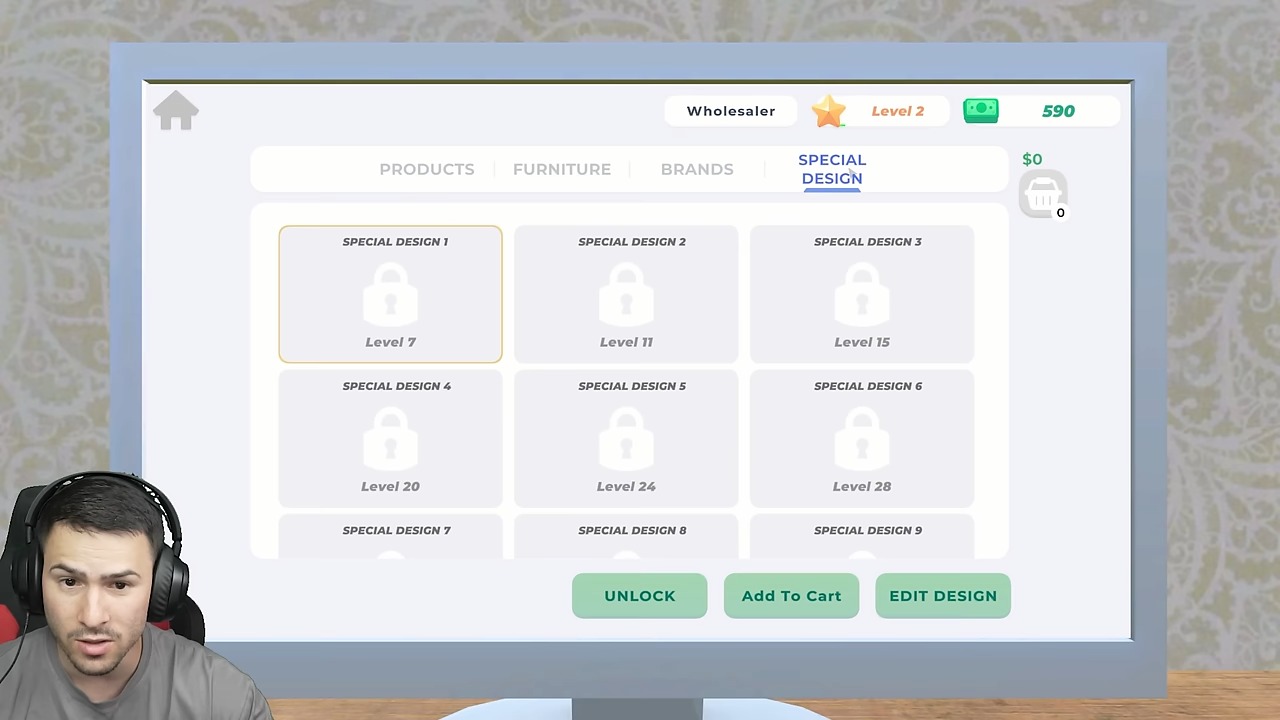 Wholesaler
Level 2
590
PRODUCTS
FURNITURE
BRANDS
SPECIAL
DESIGN
$0
0
SPECIAL DESIGN 1
Level 7
SPECIAL DESIGN 2
Level 11
SPECIAL DESIGN 3
Level 15
SPECIAL DESIGN 4
Level 20
SPECIAL DESIGN 5
Level 24
SPECIAL DESIGN 6
Level 28
SPECIAL DESIGN 7
SPECIAL DESIGN 8
SPECIAL DESIGN 9
UNLOCK
Add To Cart
EDIT DESIGN